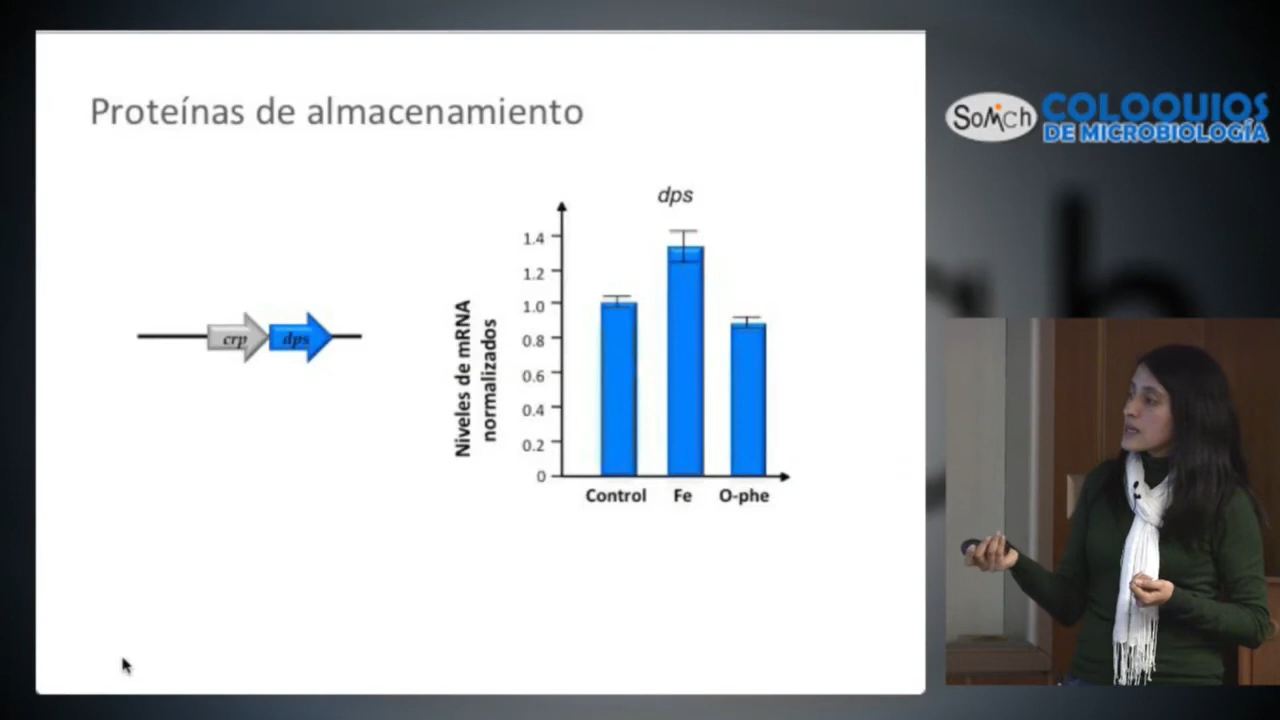 Proteínas de almacenamiento
SoMich
COLOQUIOS
DE MICROBIOLOGÍA
dps
1.4
1.2
1.0
0.8
0.6
0.4
0.2
0
Niveles de mRNA
normalizados
crp
dps
Control
Fe
O-phe